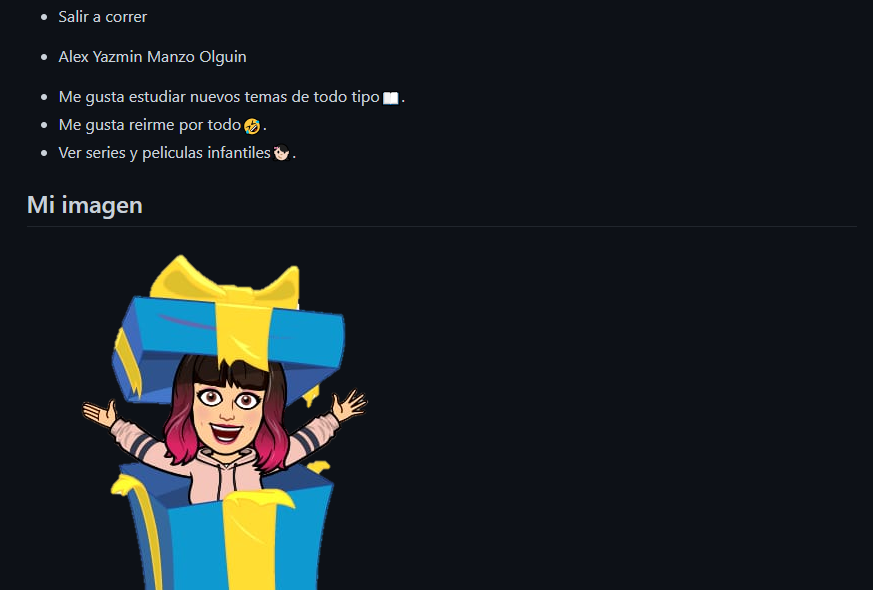 Salir a correr
Alex Yazmin Manzo Olguin
Me gusta estudiar nuevos temas de todo tipo📖.
Me gusta reirme por todo🤣.
Ver series y peliculas infantiles👧🏻.
Mi imagen